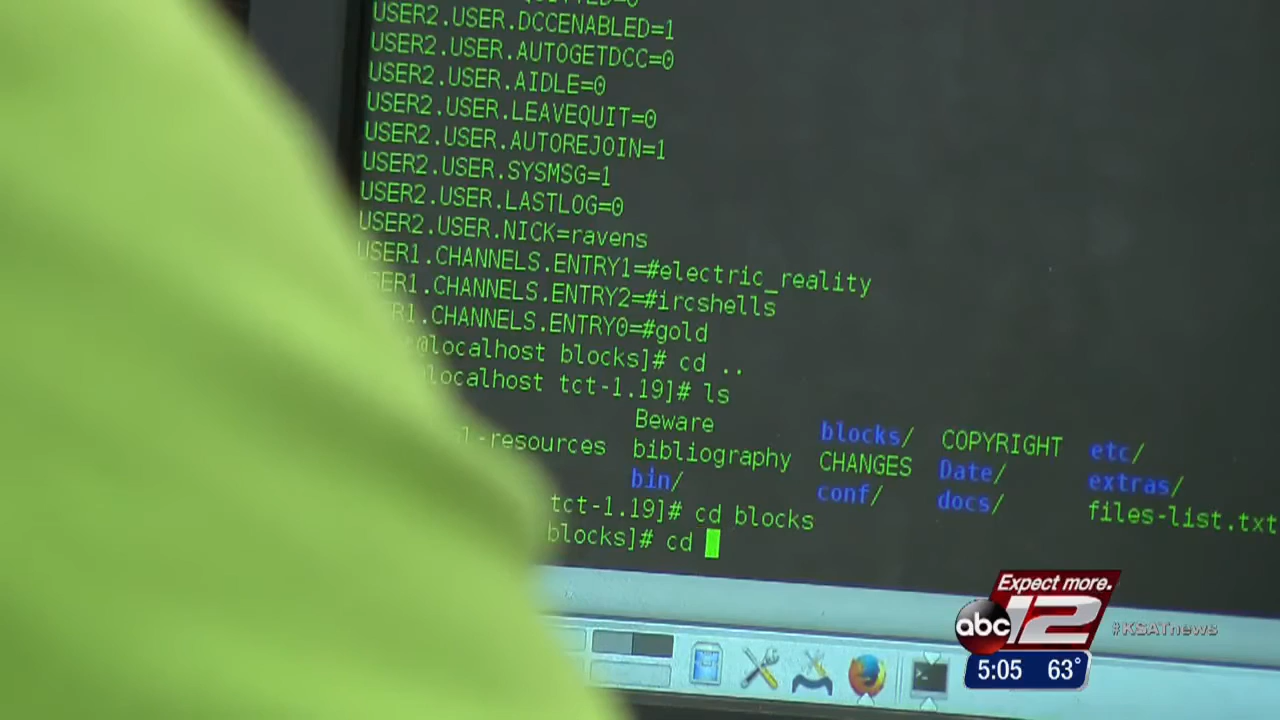 USER2.USER.DCCENABLED=1
USER2.USER.AUTOGETDCC=0
USER2.USER.AIDLE=0
USER2.USER.LEAVEQUIT=0
USER2.USER.AUTOREJOIN=1
USER2.USER.SYSMSG=1
USER2.USER.LASTLOG=0
USER2.USER.NICK=ravens
USER1.CHANNELS.ENTRY1=#electric_reality
USER1.CHANNELS.ENTRY2=#ircshells
R1.CHANNELS.ENTRY0=#gold
@localhost blocks]# cd ..
localhost tct-1.19]# ls
Beware blocks/ COPYRIGHT etc/
l-resources bibliography CHANGES Date/ extras/
bin/ conf/ docs/ files-list.txt
tct-1.19]# cd blocks
blocks]# cd
Expect more.
abc 12 #KSATnews
5:05 63°